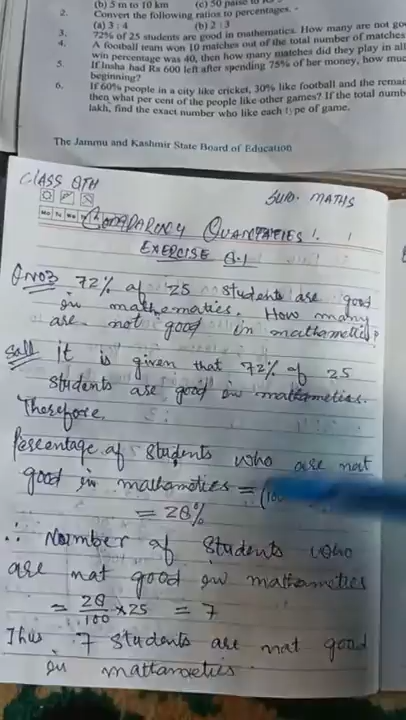 (b) 5 m to 10 km (c) 50 paise to
2. Convert the following ratios to percentages.
(a) 3 : 4 (b) 2 : 3
3. 72% of 25 students are good in mathematics. How many are not
4. A football team won 10 matches out of the total number of matches
win percentage was 40, then how many matches did they play in all
5. If Insha had Rs 600 left after spending 75% of her money, how
beginning?
6. If 60% people in a city like cricket, 30% like football and the
then what per cent of the people like other games? If the total
lakh, find the exact number who like each type of game.
The Jammu and Kashmir State Board of Education
CLASS 8TH
SUB. MATHS
Mo Tu We Th
COMPARING QUANTITIES
EXERCISE 8.1
Q.No3 72% of 25 students are good
in mathematics. How many
are not good in mathematics?
Soll It is given that 72% of 25
students are good in mathematics.
Therefore,
Percentage of students who are not
good in mathematics = (100
= 28%
∴ Number of students who
are not good in mathematics
= 28/100 × 25 = 7
Thus 7 students are not good
in mathematics.